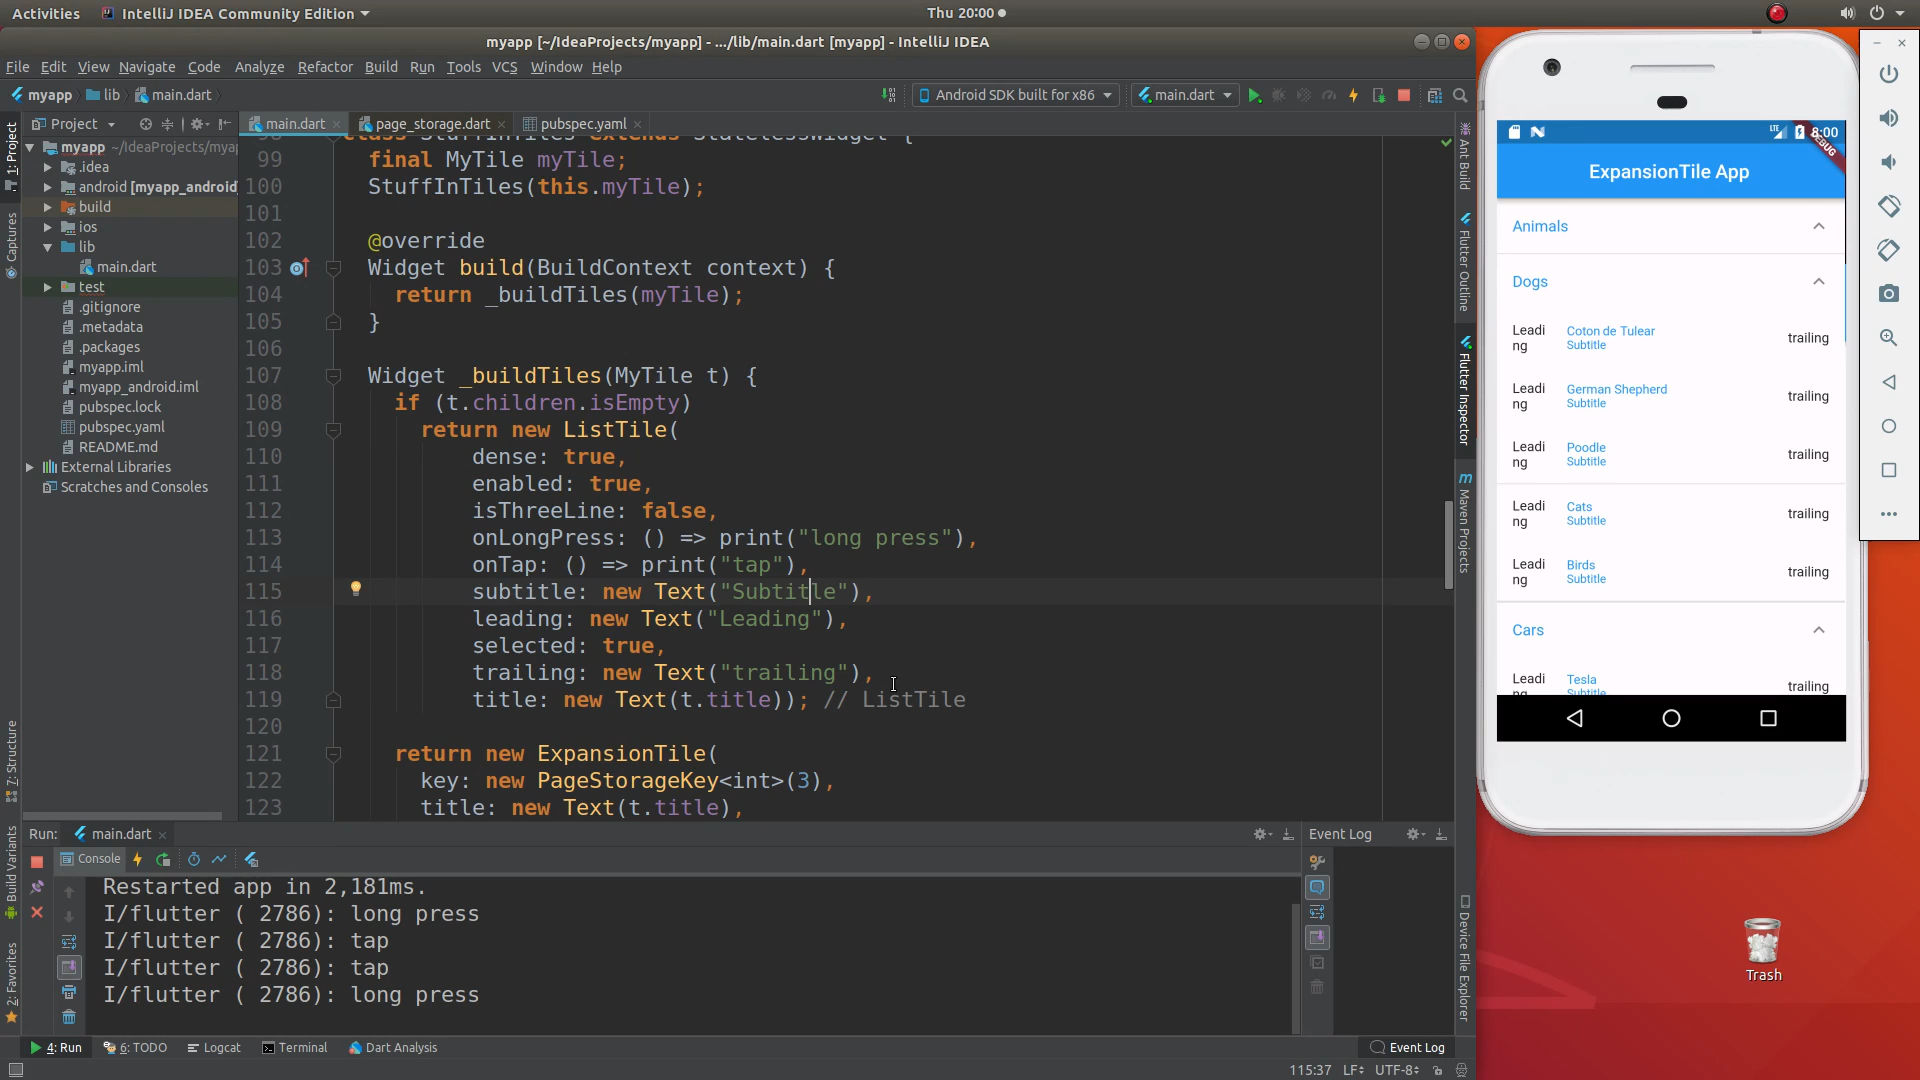 Activities
IntelliJ IDEA Community Edition
Thu 20:00
myapp [~/IdeaProjects/myapp] - .../lib/main.dart [myapp] - IntelliJ IDEA
File Edit View Navigate Code Analyze Refactor Build Run Tools VCS Window Help
myapp lib main.dart
Android SDK built for x86
main.dart
1: Project
Captures
7: Structure
Build Variants
2: Favorites
Project
myapp ~/IdeaProjects/myap
.idea
android [myapp_android]
build
ios
lib
main.dart
test
.gitignore
.metadata
.packages
myapp.iml
myapp_android.iml
pubspec.lock
pubspec.yaml
README.md
External Libraries
Scratches and Consoles
main.dart page_storage.dart pubspec.yaml
98 class StuffInTiles extends StatelessWidget {
99 final MyTile myTile;
100 StuffInTiles(this.myTile);
101
102 @override
103 Widget build(BuildContext context) {
104 return _buildTiles(myTile);
105 }
106
107 Widget _buildTiles(MyTile t) {
108 if (t.children.isEmpty)
109 return new ListTile(
110 dense: true,
111 enabled: true,
112 isThreeLine: false,
113 onLongPress: () => print("long press"),
114 onTap: () => print("tap"),
115 subtitle: new Text("Subtitle"),
116 leading: new Text("Leading"),
117 selected: true,
118 trailing: new Text("trailing"),
119 title: new Text(t.title)); // ListTile
120
121 return new ExpansionTile(
122 key: new PageStorageKey<int>(3),
123 title: new Text(t.title),
Ant Build
Flutter Outline
Flutter Inspector
m Maven Projects
Device File Explorer
Run: main.dart
Console
Restarted app in 2,181ms.
I/flutter ( 2786): long press
I/flutter ( 2786): tap
I/flutter ( 2786): tap
I/flutter ( 2786): long press
Event Log
4: Run 6: TODO Logcat Terminal Dart Analysis
Event Log
115:37 LF UTF-8
LTE 8:00
DEBUG
ExpansionTile App
Animals
Dogs
Leadi
ng
Coton de Tulear
Subtitle
trailing
Leadi
ng
German Shepherd
Subtitle
trailing
Leadi
ng
Poodle
Subtitle
trailing
Leadi
ng
Cats
Subtitle
trailing
Leadi
ng
Birds
Subtitle
trailing
Cars
Leadi
ng
Tesla
Subtitle
trailing
Trash